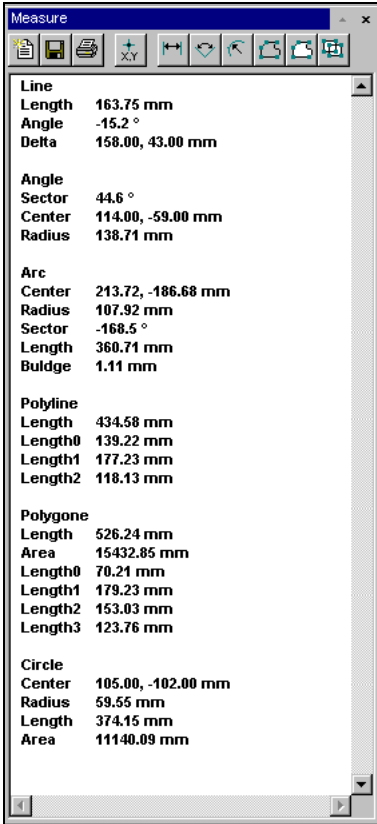 Measure
X,Y
Line
Length 163.75 mm
Angle -15.2 °
Delta 158.00, 43.00 mm
Angle
Sector 44.6 °
Center 114.00, -59.00 mm
Radius 138.71 mm
Arc
Center 213.72, -186.68 mm
Radius 107.92 mm
Sector -168.5 °
Length 360.71 mm
Buldge 1.11 mm
Polyline
Length 434.58 mm
Length0 139.22 mm
Length1 177.23 mm
Length2 118.13 mm
Polygone
Length 526.24 mm
Area 15432.85 mm
Length0 70.21 mm
Length1 179.23 mm
Length2 153.03 mm
Length3 123.76 mm
Circle
Center 105.00, -102.00 mm
Radius 59.55 mm
Length 374.15 mm
Area 11140.09 mm